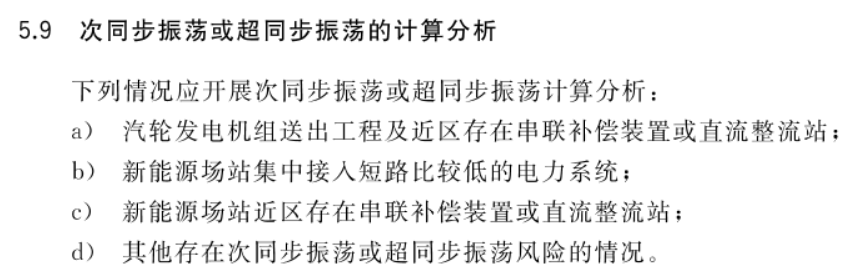 5.9 次同步振荡或超同步振荡的计算分析
下列情况应开展次同步振荡或超同步振荡计算分析：
a） 汽轮发电机组送出工程及近区存在串联补偿装置或直流整流站；
b） 新能源场站集中接入短路比较低的电力系统；
c） 新能源场站近区存在串联补偿装置或直流整流站；
d） 其他存在次同步振荡或超同步振荡风险的情况。